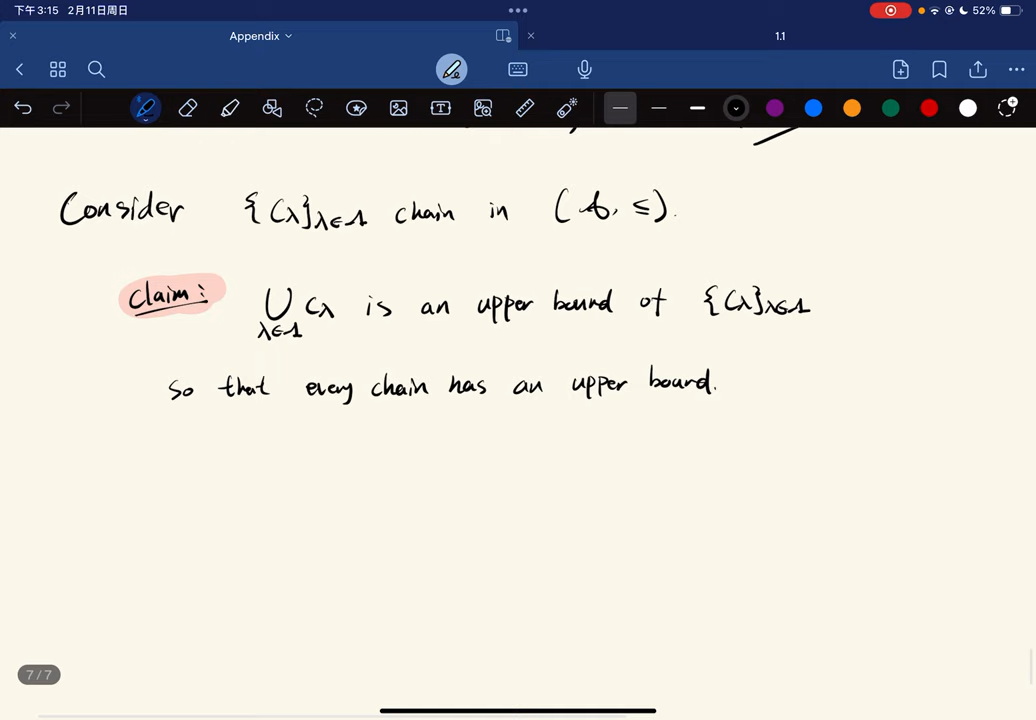 下午3:15 2月11日周日
52%
Appendix
1.1
Consider {Cλ}λ∈Λ chain in (𝒜, ≤).
Claim: ⋃λ∈Λ Cλ is an upper bound of {Cλ}λ∈Λ
so that every chain has an upper bound.
7 / 7